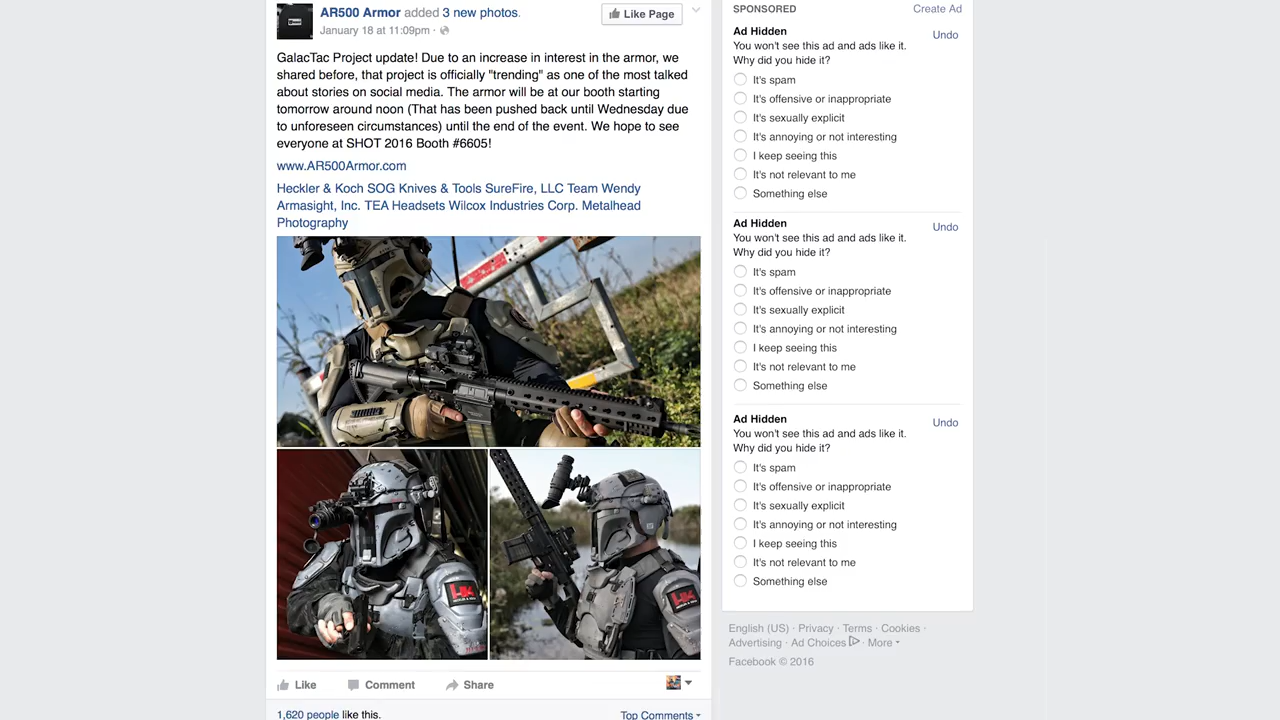 AR500 Armor added 3 new photos.
January 18 at 11:09pm ·
Like Page
GalacTac Project update! Due to an increase in interest in the armor, we
shared before, that project is officially "trending" as one of the most talked
about stories on social media. The armor will be at our booth starting
tomorrow around noon (That has been pushed back until Wednesday due
to unforeseen circumstances) until the end of the event. We hope to see
everyone at SHOT 2016 Booth #6605!
www.AR500Armor.com
Heckler & Koch SOG Knives & Tools SureFire, LLC Team Wendy
Armasight, Inc. TEA Headsets Wilcox Industries Corp. Metalhead
Photography
HK
HK
Like Comment Share
1,620 people like this.
Top Comments
SPONSORED
Create Ad
Ad Hidden
Undo
You won't see this ad and ads like it.
Why did you hide it?
It's spam
It's offensive or inappropriate
It's sexually explicit
It's annoying or not interesting
I keep seeing this
It's not relevant to me
Something else
Ad Hidden
Undo
You won't see this ad and ads like it.
Why did you hide it?
It's spam
It's offensive or inappropriate
It's sexually explicit
It's annoying or not interesting
I keep seeing this
It's not relevant to me
Something else
Ad Hidden
Undo
You won't see this ad and ads like it.
Why did you hide it?
It's spam
It's offensive or inappropriate
It's sexually explicit
It's annoying or not interesting
I keep seeing this
It's not relevant to me
Something else
English (US) · Privacy · Terms · Cookies ·
Advertising · Ad Choices · More
Facebook © 2016